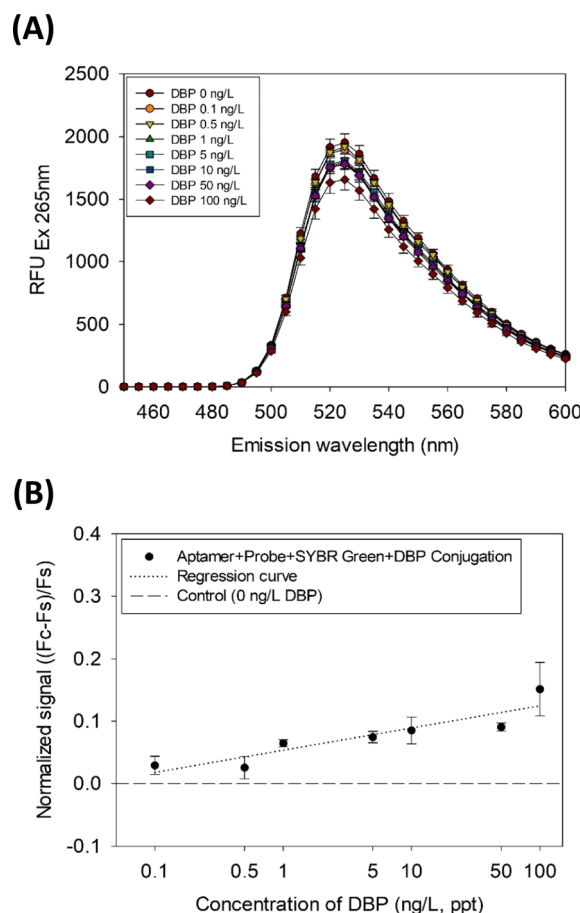 (A)
2500
2000
1500
1000
500
0
RFU Ex 265nm
DBP 0 ng/L
DBP 0.1 ng/L
DBP 0.5 ng/L
DBP 1 ng/L
DBP 5 ng/L
DBP 10 ng/L
DBP 50 ng/L
DBP 100 ng/L
460 480 500 520 540 560 580 600
Emission wavelength (nm)
(B)
0.4
0.3
0.2
0.1
0.0
-0.1
Normalized signal ((Fc-Fs)/Fs)
Aptamer+Probe+SYBR Green+DBP Conjugation
Regression curve
Control (0 ng/L DBP)
0.1 0.5 1 5 10 50 100
Concentration of DBP (ng/L, ppt)